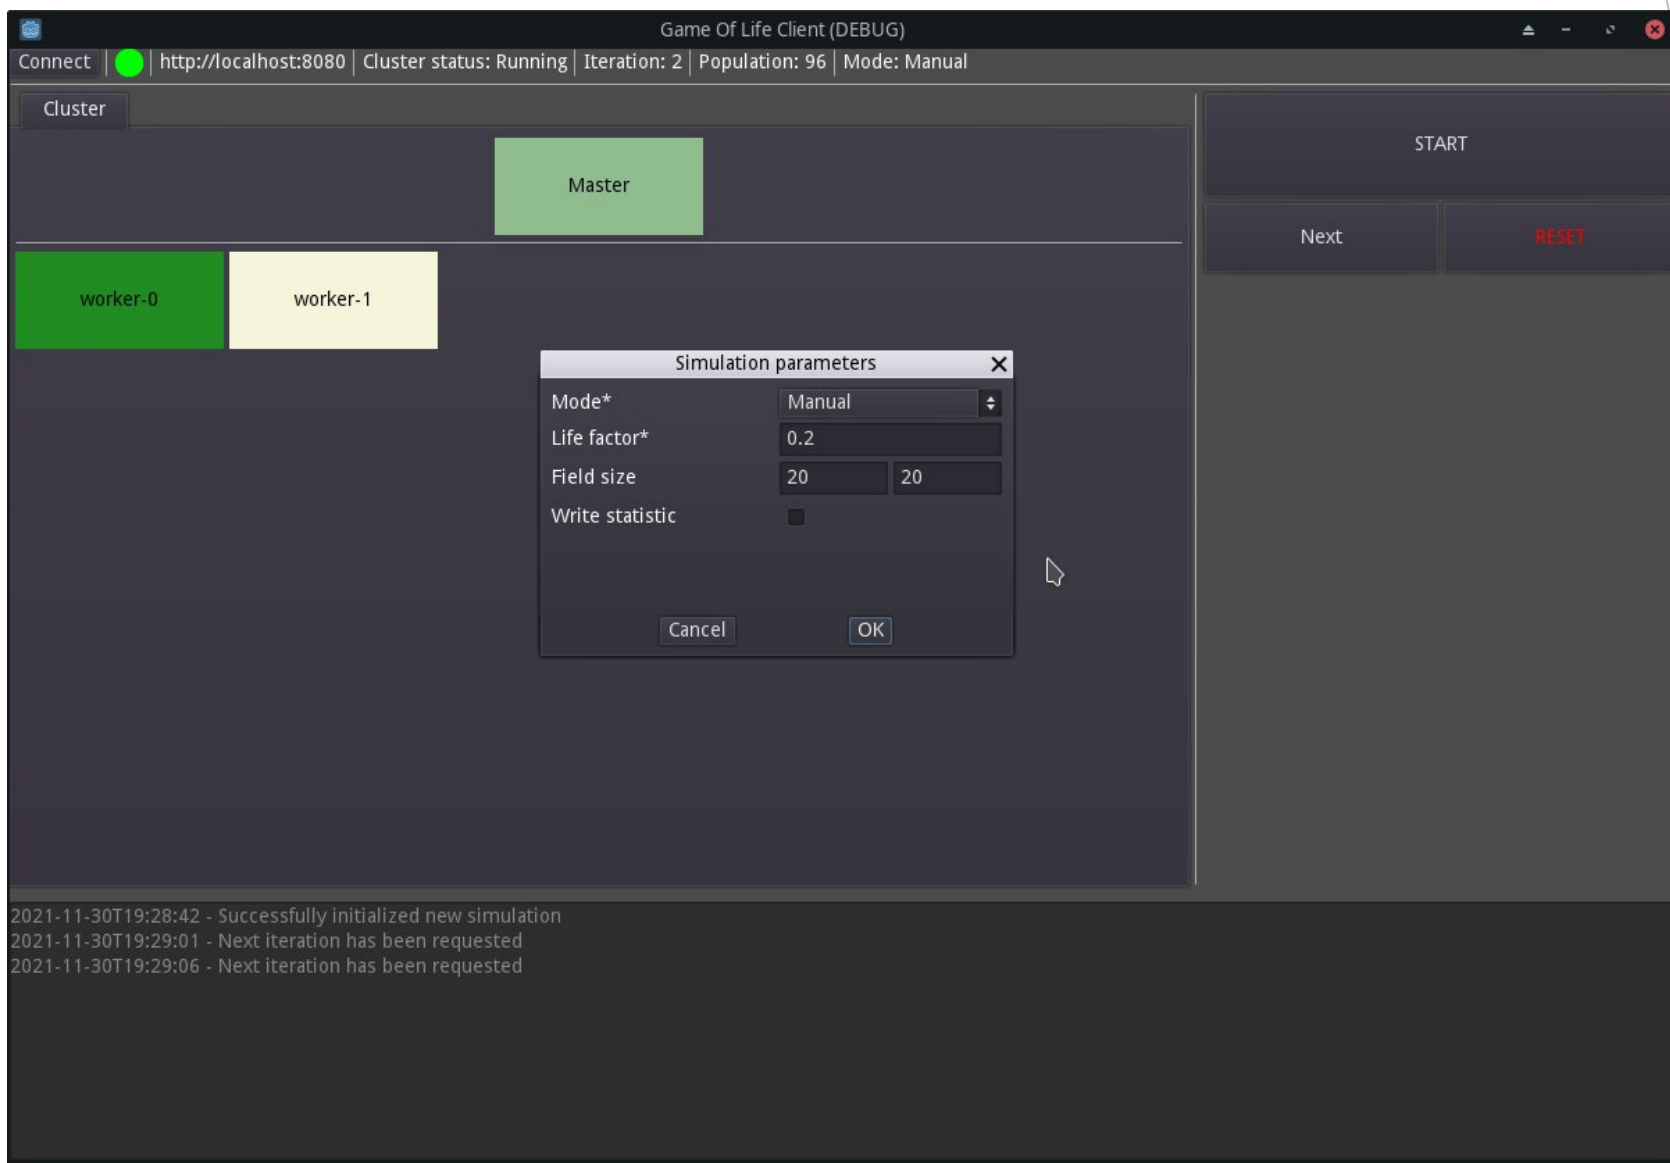 Game Of Life Client (DEBUG)
Connect http://localhost:8080 Cluster status: Running Iteration: 2 Population: 96 Mode: Manual
Cluster
START
Master
Next RESET
worker-0 worker-1
Simulation parameters
Mode* Manual
Life factor* 0.2
Field size 20 20
Write statistic
Cancel OK
2021-11-30T19:28:42 - Successfully initialized new simulation
2021-11-30T19:29:01 - Next iteration has been requested
2021-11-30T19:29:06 - Next iteration has been requested